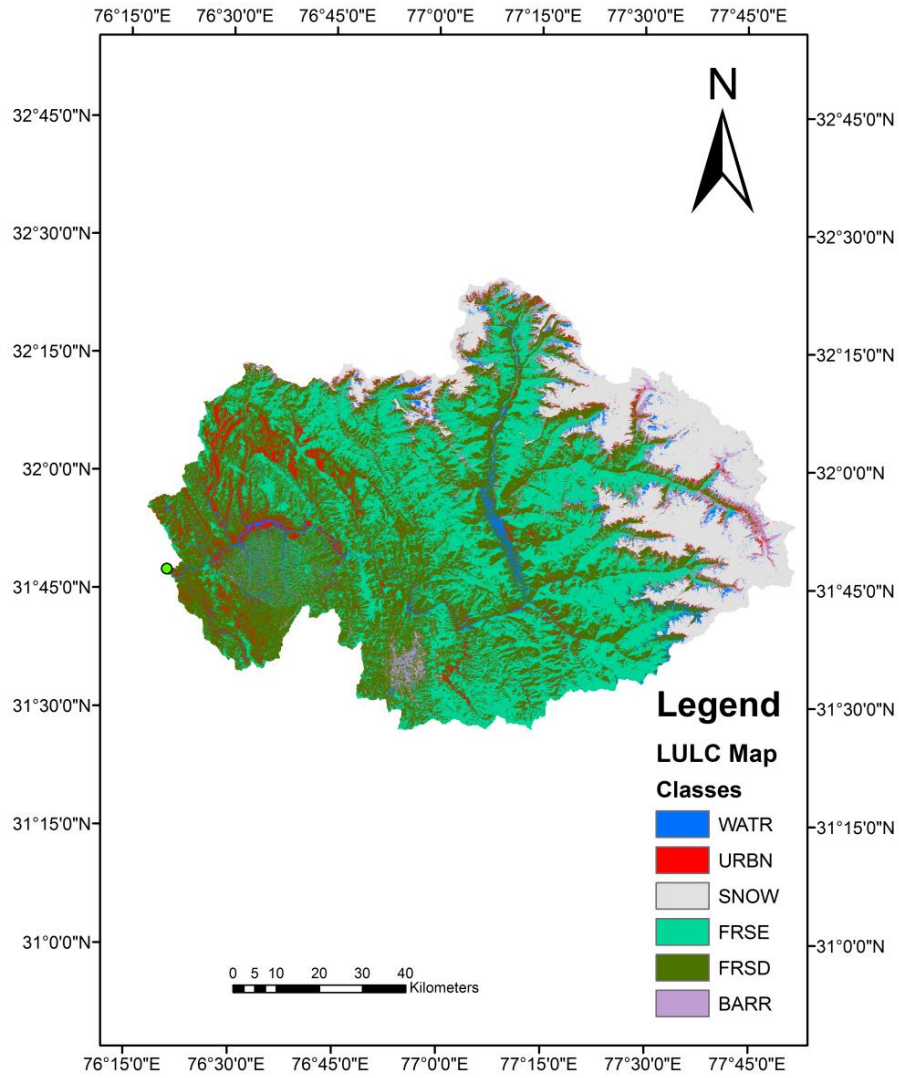 76°15'0"E 76°30'0"E 76°45'0"E 77°0'0"E 77°15'0"E 77°30'0"E 77°45'0"E
N
32°45'0"N 32°45'0"N
32°30'0"N 32°30'0"N
32°15'0"N 32°15'0"N
32°0'0"N 32°0'0"N
31°45'0"N 31°45'0"N
31°30'0"N 31°30'0"N
Legend
LULC Map
Classes
WATR
31°15'0"N 31°15'0"N
URBN
SNOW
FRSE
31°0'0"N 31°0'0"N
FRSD
BARR
0 5 10 20 30 40
Kilometers
76°15'0"E 76°30'0"E 76°45'0"E 77°0'0"E 77°15'0"E 77°30'0"E 77°45'0"E